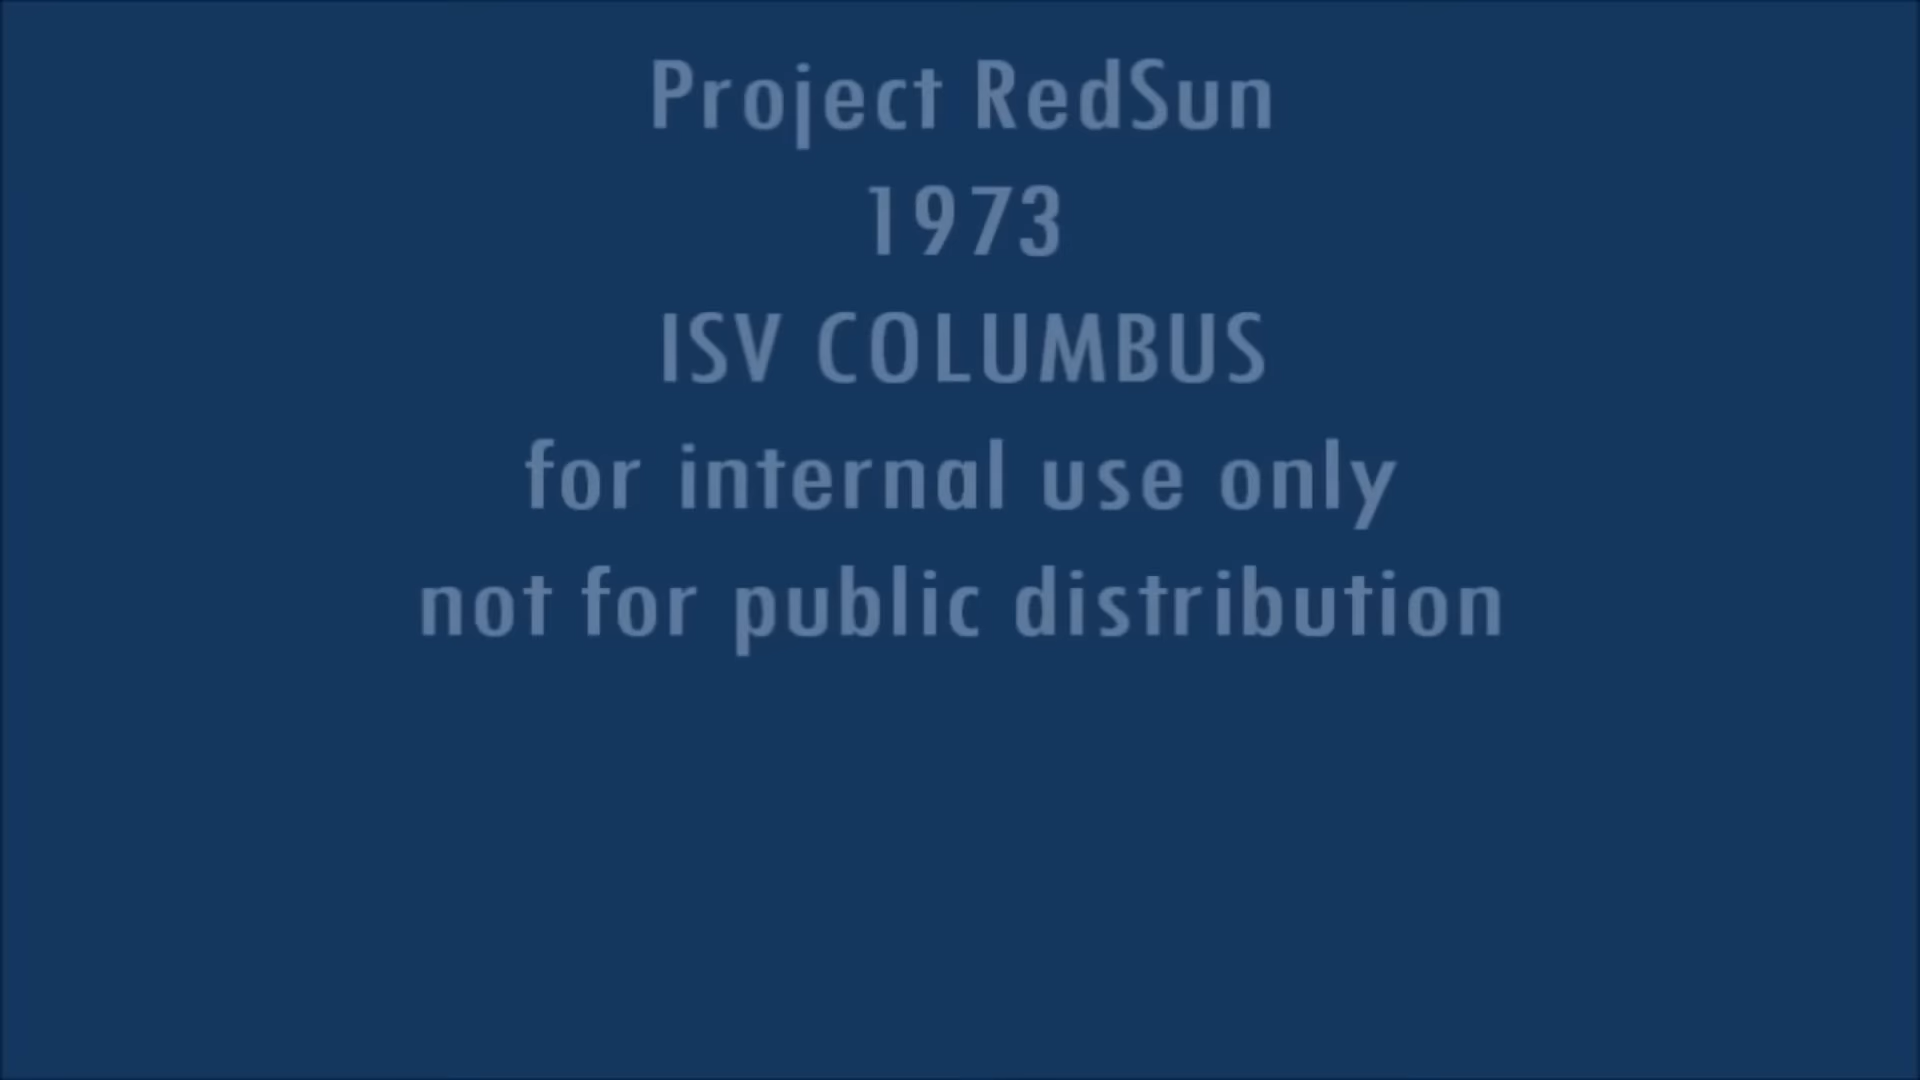 Project RedSun
1973
ISV COLUMBUS
for internal use only
not for public distribution